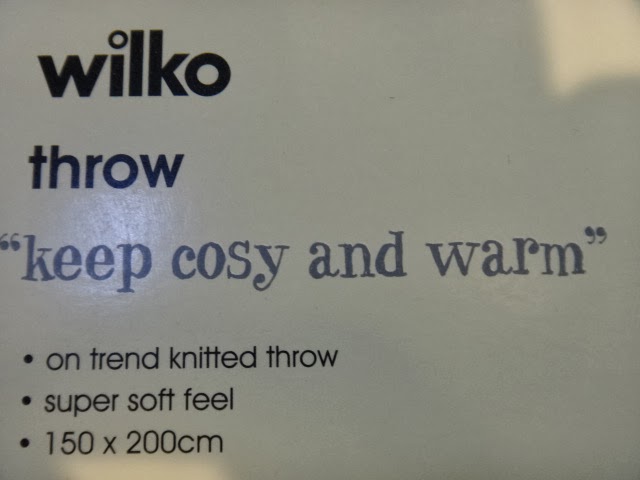 wilko
throw
“keep cosy and warm”
• on trend knitted throw
• super soft feel
• 150 x 200cm